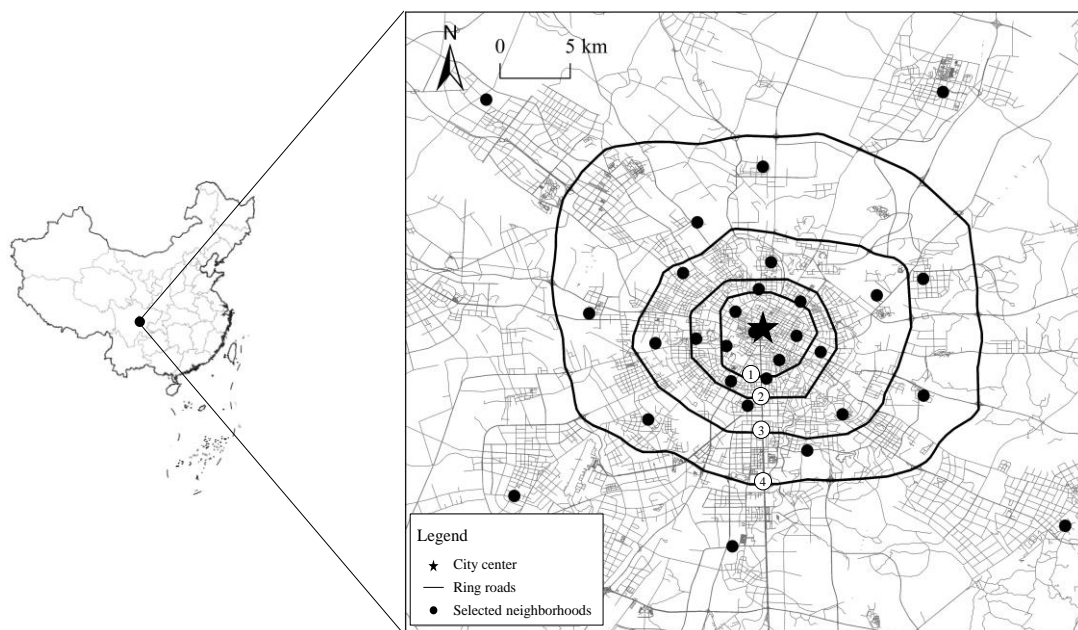 N
0 5 km
1
2
3
4
Legend
City center
Ring roads
Selected neighborhoods